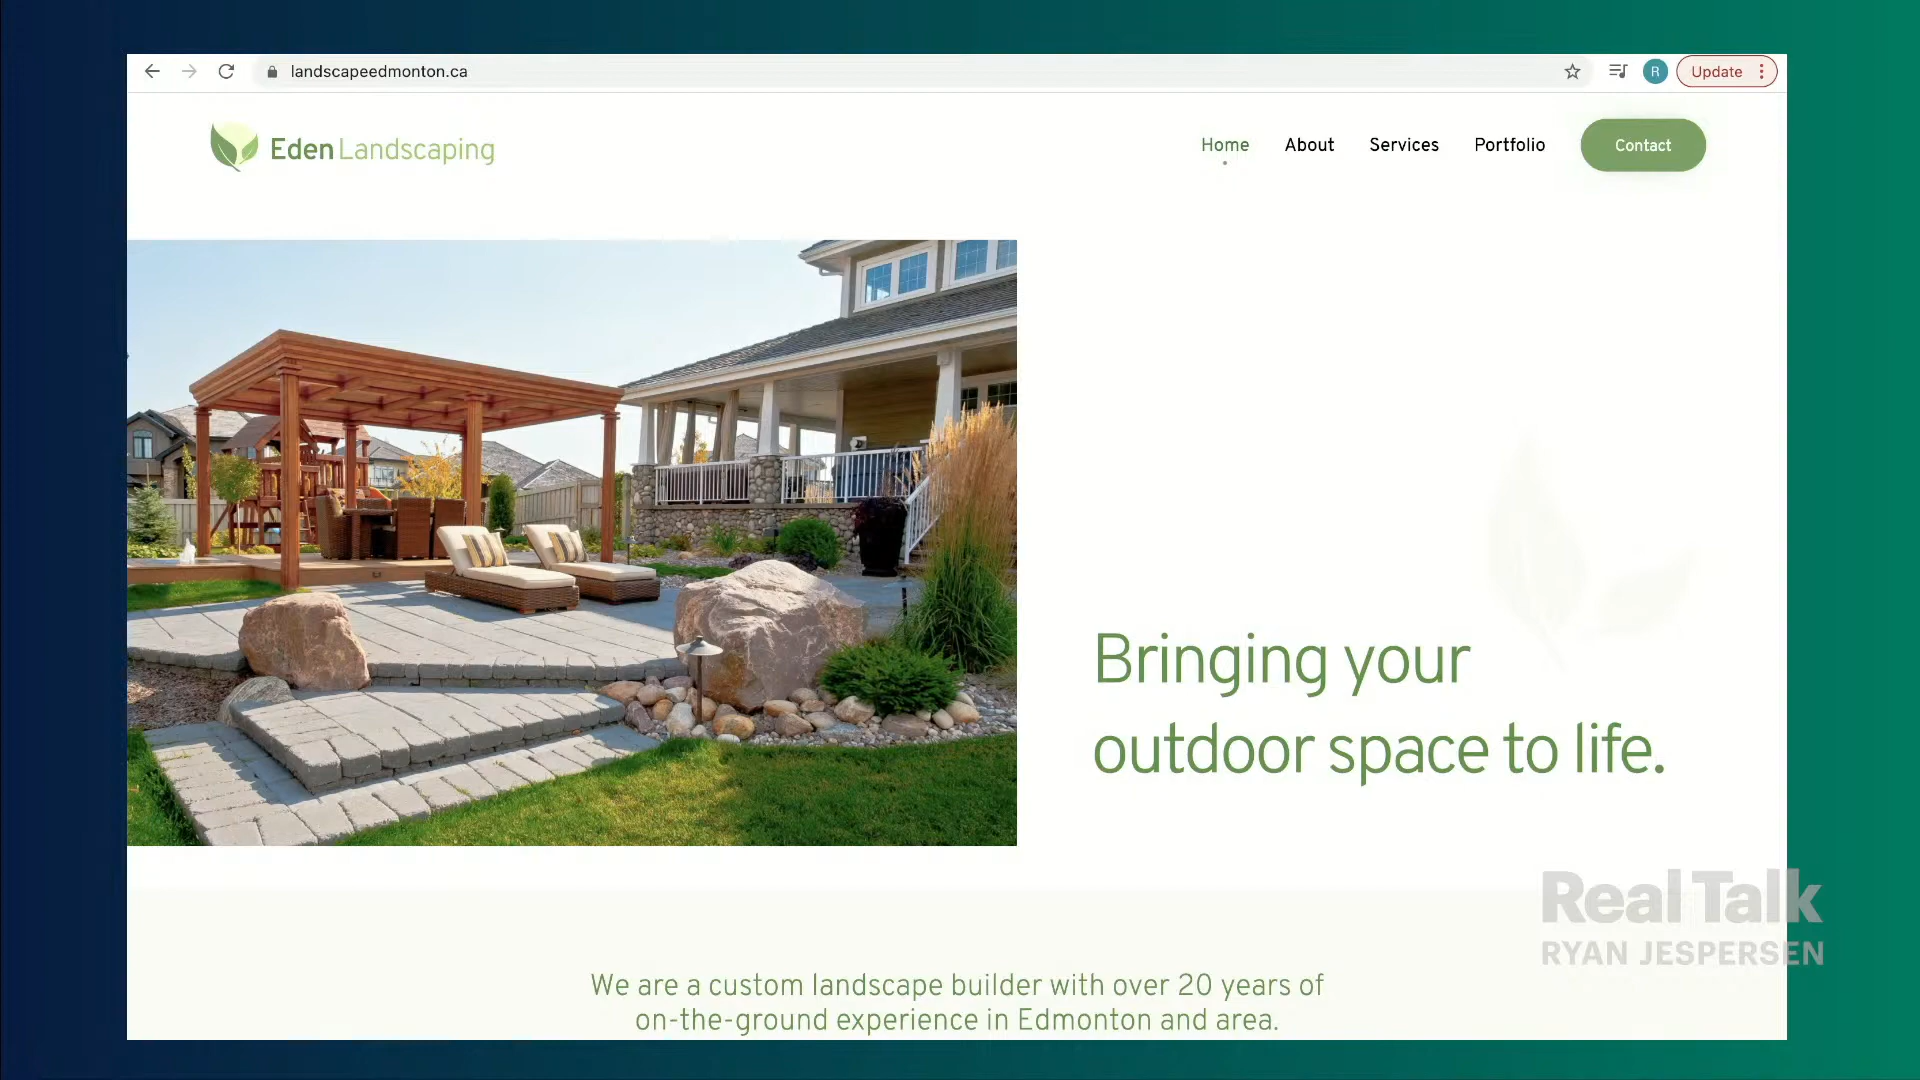 landscapeedmonton.ca
R
Update
Eden Landscaping
Home
About
Services
Portfolio
Contact
Bringing your
outdoor space to life.
Real Talk
RYAN JESPERSEN
We are a custom landscape builder with over 20 years of
on-the-ground experience in Edmonton and area.